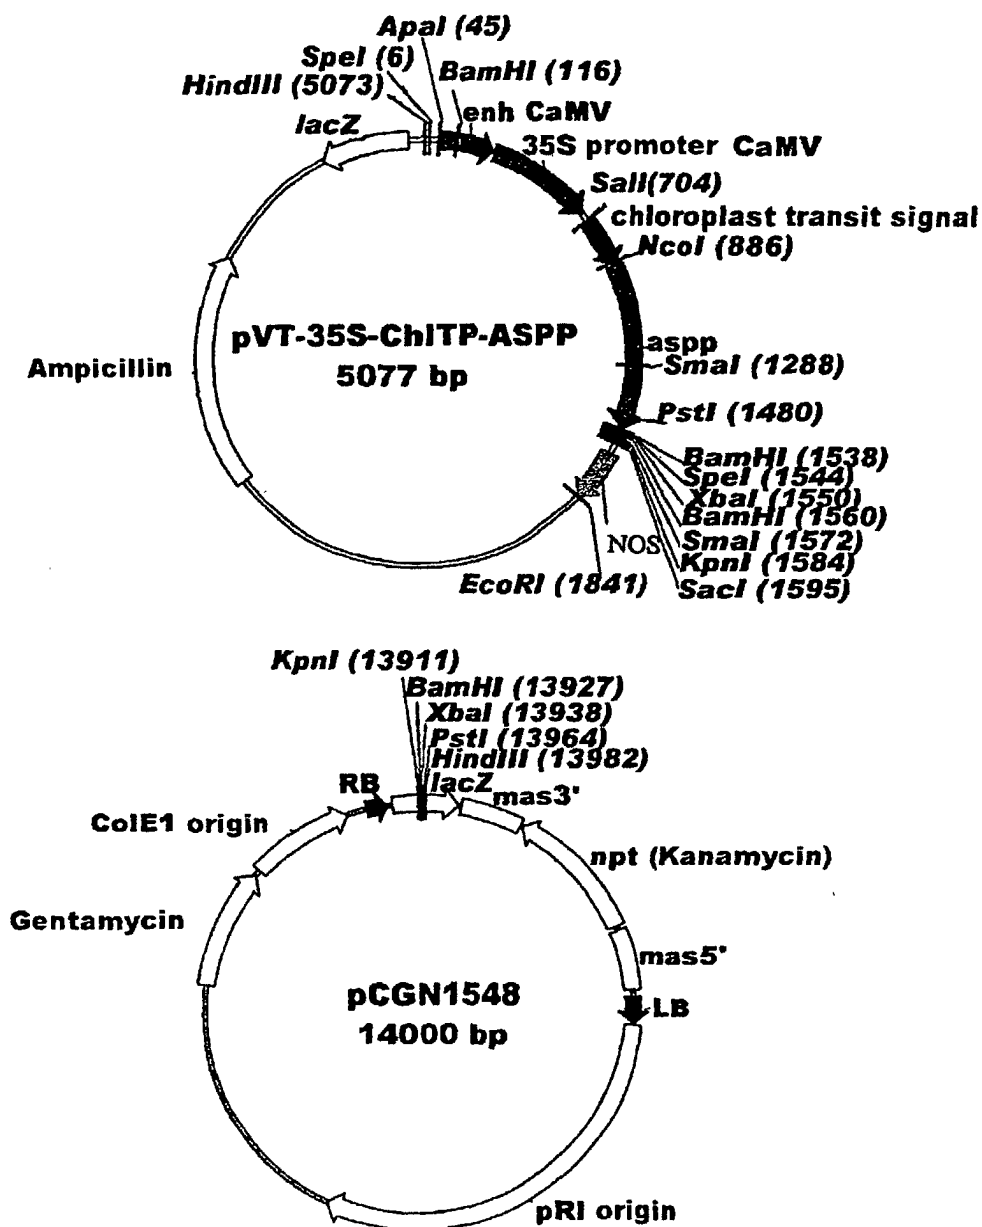 ApaI (45)
SpeI (6)
BamHI (116)
HindIII (5073)
enh CaMV
lacZ
35S promoter CaMV
SalI(704)
chloroplast transit signal
NcoI (886)
pVT-35S-ChlTP-ASPP
5077 bp
aspp
SmaI (1288)
Ampicillin
PstI (1480)
BamHI (1538)
SpeI (1544)
XbaI (1550)
BamHI (1560)
NOS
SmaI (1572)
KpnI (1584)
EcoRI (1841)
SacI (1595)
KpnI (13911)
BamHI (13927)
XbaI (13938)
PstI (13964)
HindIII (13982)
RB
lacZ
mas3'
ColE1 origin
npt (Kanamycin)
Gentamycin
mas5'
pCGN1548
14000 bp
LB
pRI origin